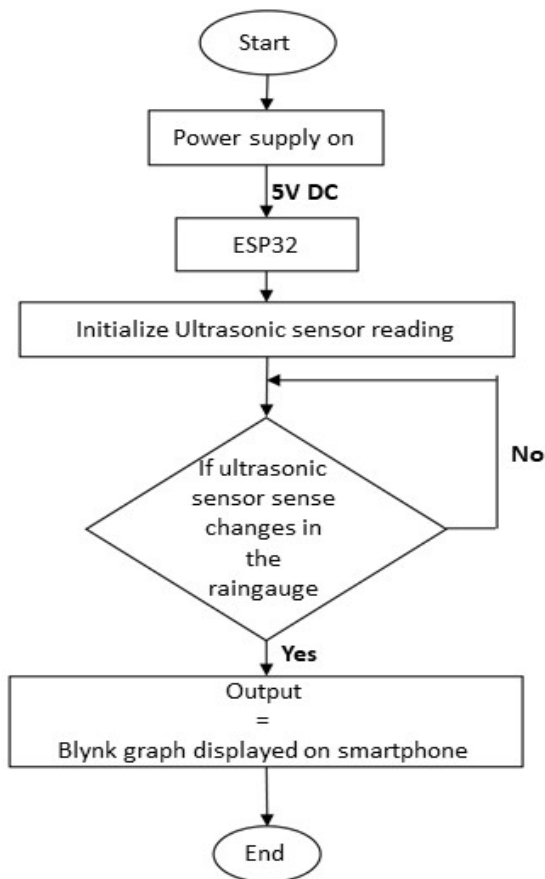 Start
Power supply on
5V DC
ESP32
Initialize Ultrasonic sensor reading
If ultrasonic
sensor sense
changes in
the
raingauge
No
Yes
Output
=
Blynk graph displayed on smartphone
End